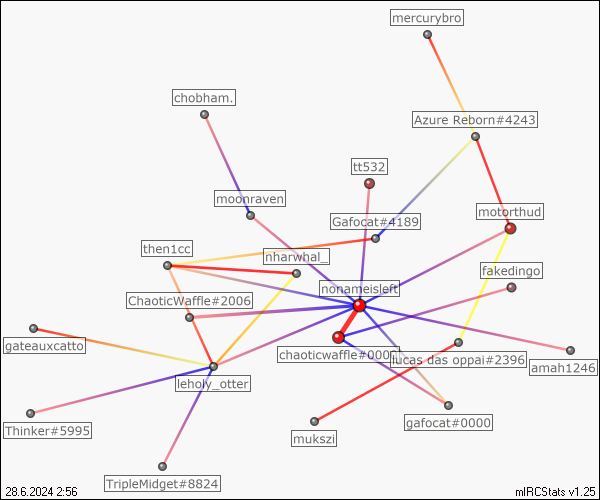 mercurybro
chobham.
Azure Reborn#4243
tt532
moonraven
motorthud
Gafocat#4189
then1cc
nharwhal_
fakedingo
nonameisleft
ChaoticWaffle#2006
gateauxcatto
chaoticwaffle#0000
lucas das oppai#2396
amah1246
leholy_otter
gafocat#0000
Thinker#5995
mukszi
TripleMidget#8824
28.6.2024 2:56
mIRCStats v1.25